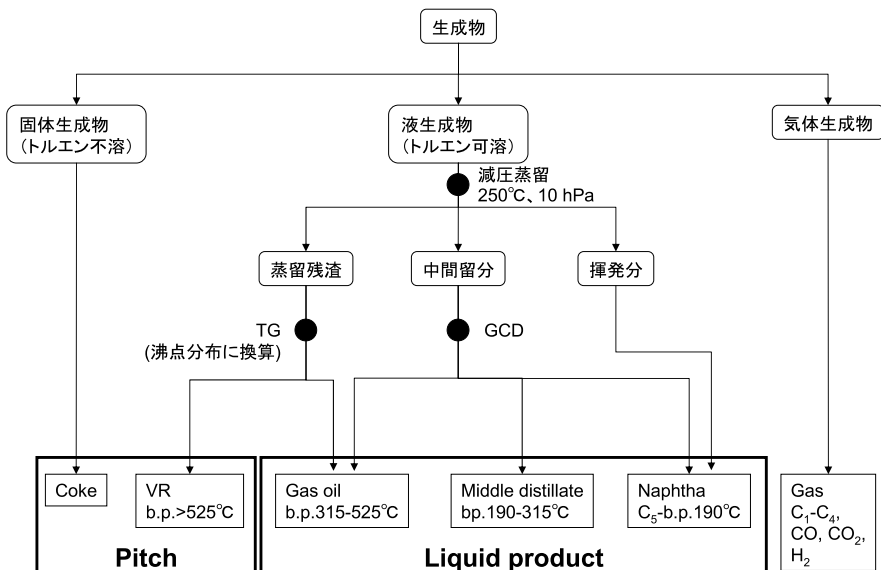 生成物
固体生成物
（トルエン不溶）
液生成物
（トルエン可溶）
気体生成物
減圧蒸留
250℃、10 hPa
蒸留残渣
中間留分
揮発分
TG
(沸点分布に換算)
GCD
Coke
VR
b.p.>525℃
Gas oil
b.p.315-525℃
Middle distillate
bp.190-315℃
Naphtha
C₅-b.p.190℃
Gas
C₁-C₄,
CO, CO₂,
H₂
Pitch
Liquid product